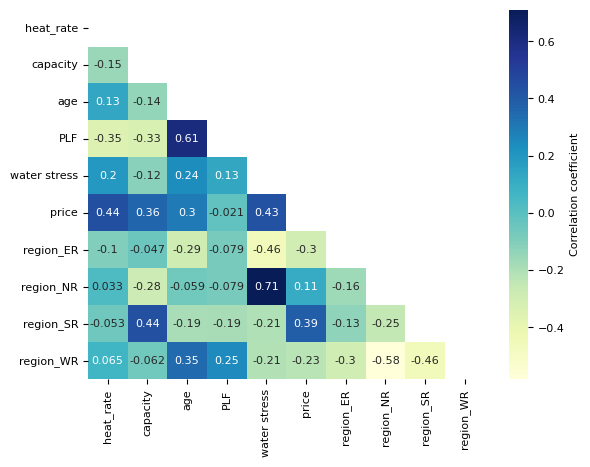 heat_rate
capacity -0.15
age 0.13 -0.14
PLF -0.35 -0.33 0.61
water stress 0.2 -0.12 0.24 0.13
price 0.44 0.36 0.3 -0.021 0.43
region_ER -0.1 -0.047 -0.29 -0.079 -0.46 -0.3
region_NR 0.033 -0.28 -0.059 -0.079 0.71 0.11 -0.16
region_SR -0.053 0.44 -0.19 -0.19 -0.21 0.39 -0.13 -0.25
region_WR 0.065 -0.062 0.35 0.25 -0.21 -0.23 -0.3 -0.58 -0.46
heat_rate
capacity
age
PLF
water stress
price
region_ER
region_NR
region_SR
region_WR
0.6
0.4
0.2
0.0
−0.2
−0.4
Correlation coefficient